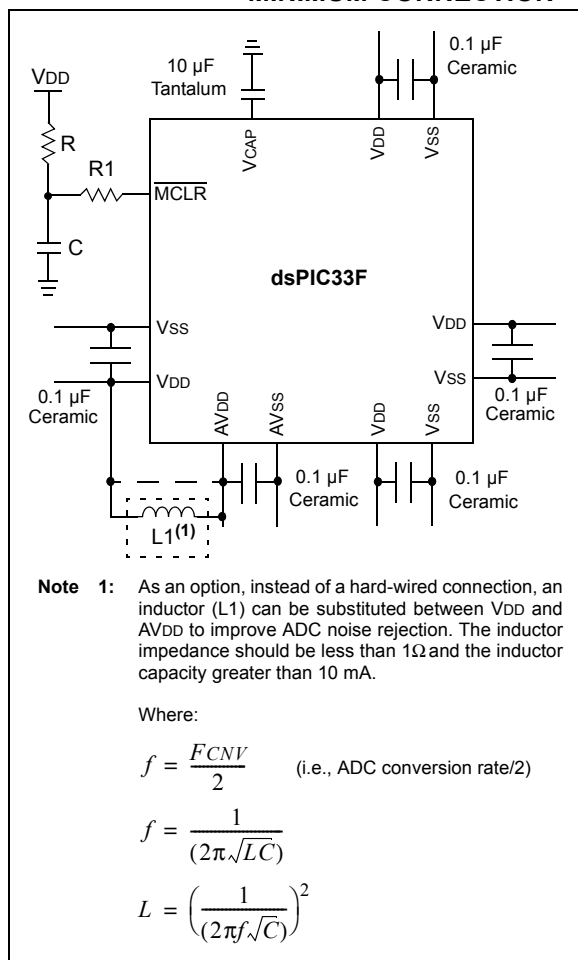 MINIMUM CONNECTION
VDD
R
R1
C
10 µF
Tantalum
VCAP
0.1 µF
Ceramic
VDD
VSS
MCLR
dsPIC33F
VSS
VDD
0.1 µF
Ceramic
VDD
VSS
0.1 µF
Ceramic
AVDD
AVSS
VDD
VSS
0.1 µF
Ceramic
0.1 µF
Ceramic
L1(1)
Note 1: As an option, instead of a hard-wired connection, an
inductor (L1) can be substituted between VDD and
AVDD to improve ADC noise rejection. The inductor
impedance should be less than 1Ω and the inductor
capacity greater than 10 mA.
Where:
f = FCNV / 2 (i.e., ADC conversion rate/2)
f = 1 / (2π√LC)
L = (1 / (2πf√C))²